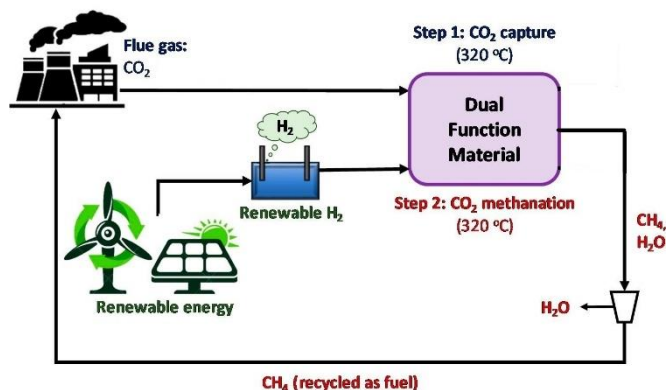 Flue gas:
CO₂
Step 1: CO₂ capture
(320 ᵒC)
Dual
Function
Material
H₂
Renewable H₂
Step 2: CO₂ methanation
(320 ᵒC)
Renewable energy
CH₄,
H₂O
H₂O
CH₄ (recycled as fuel)